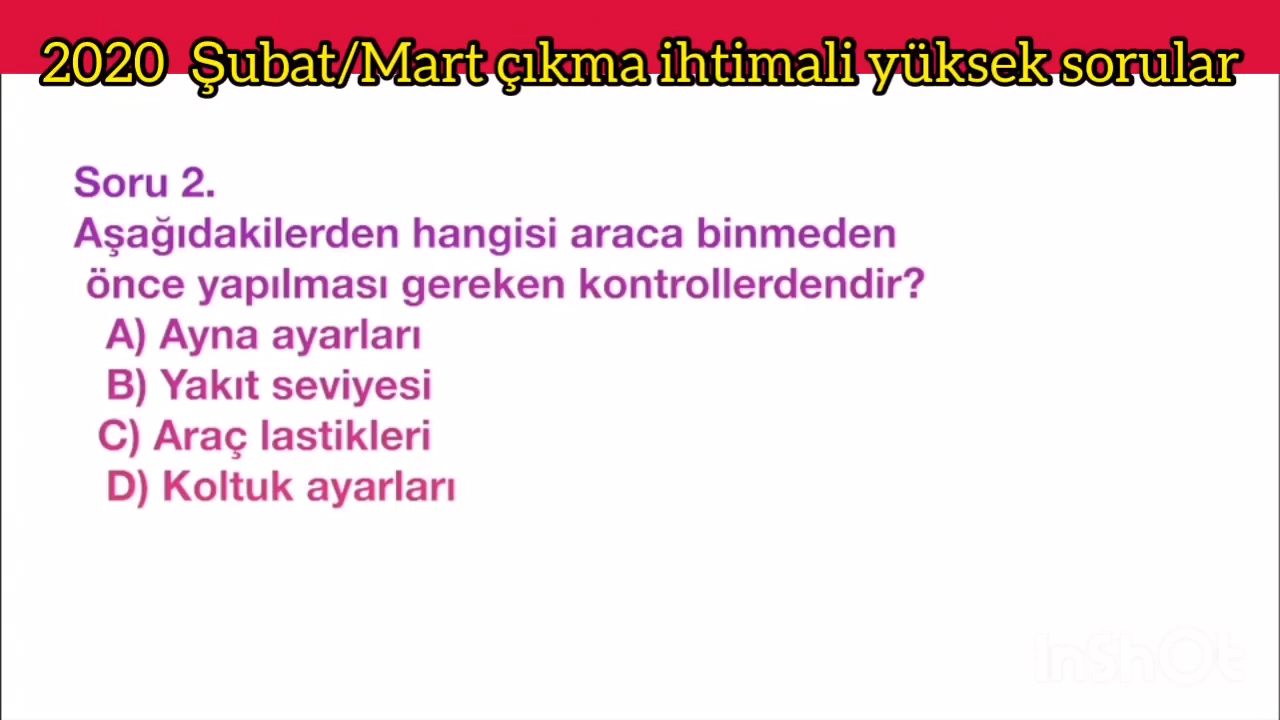 2020 Şubat/Mart çıkma ihtimali yüksek sorular
Soru 2.
Aşağıdakilerden hangisi araca binmeden
önce yapılması gereken kontrollerdendir?
A) Ayna ayarları
B) Yakıt seviyesi
C) Araç lastikleri
D) Koltuk ayarları
InShOt